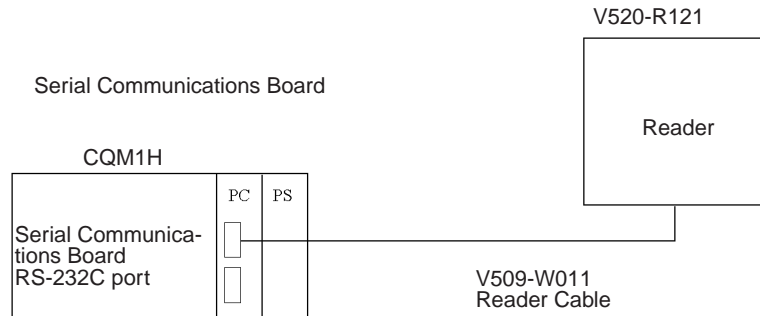 V520-R121
Serial Communications Board
Reader
CQM1H
PC PS
Serial Communica-
tions Board
RS-232C port
V509-W011
Reader Cable